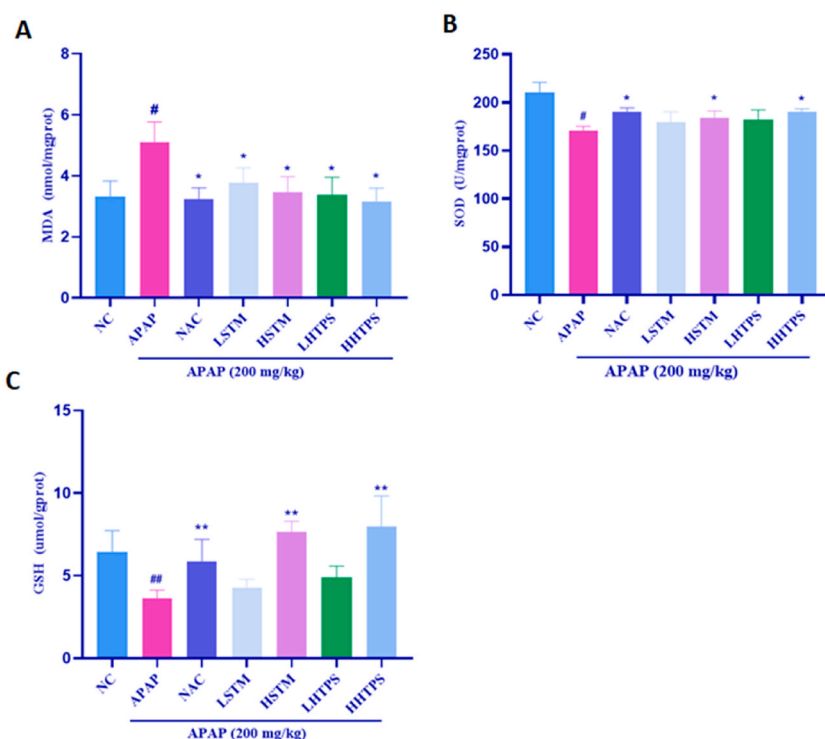 A
8
6
4
2
0
MDA (nmol/mgprot)
#
*
*
*
*
*
NC
APAP
NAC
LSTM
HSTM
LHTPS
HHTPS
APAP (200 mg/kg)
B
250
200
150
100
50
0
SOD (U/mgprot)
#
*
*
*
NC
APAP
NAC
LSTM
HSTM
LHTPS
HHTPS
APAP (200 mg/kg)
C
15
10
5
0
GSH (umol/gprot)
##
**
**
**
NC
APAP
NAC
LSTM
HSTM
LHTPS
HHTPS
APAP (200 mg/kg)